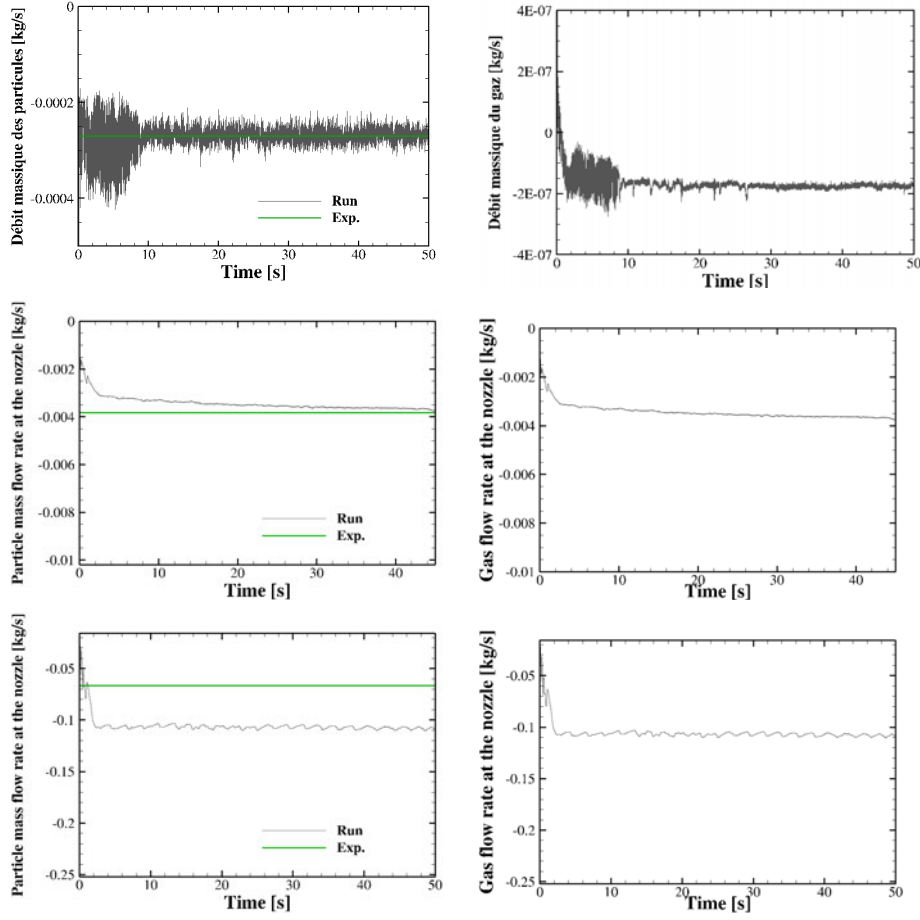 Débit massique des particules [kg/s]
0
-0.0002
-0.0004
Run
Exp.
0 10 20 30 40 50
Time [s]
Débit massique du gaz [kg/s]
4E-07
2E-07
0
-2E-07
-4E-07
0 10 20 30 40 50
Time [s]
Particle mass flow rate at the nozzle [kg/s]
0
-0.002
-0.004
-0.006
-0.008
-0.01
Run
Exp.
0 10 20 30 40
Time [s]
Gas flow rate at the nozzle [kg/s]
0
-0.002
-0.004
-0.006
-0.008
-0.01
0 10 20 30 40
Time [s]
Particle mass flow rate at the nozzle [kg/s]
-0.05
-0.1
-0.15
-0.2
-0.25
Run
Exp.
0 10 20 30 40 50
Time [s]
Gas flow rate at the nozzle [kg/s]
-0.05
-0.1
-0.15
-0.2
-0.25
0 10 20 30 40 50
Time [s]